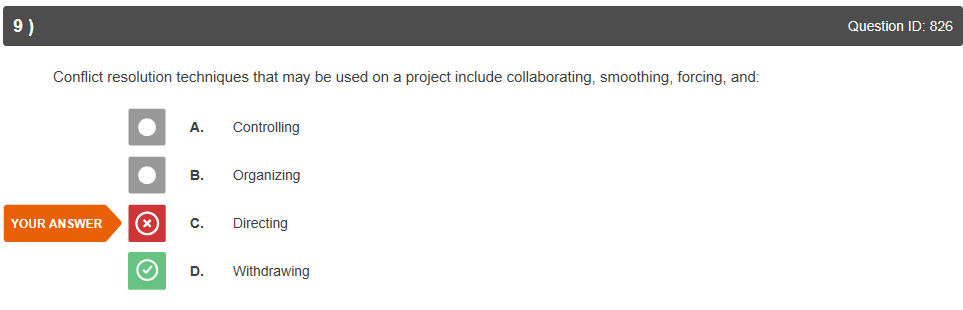 9 ) Question ID: 826
Conflict resolution techniques that may be used on a project include collaborating, smoothing, forcing, and:
A. Controlling
B. Organizing
YOUR ANSWER C. Directing
D. Withdrawing